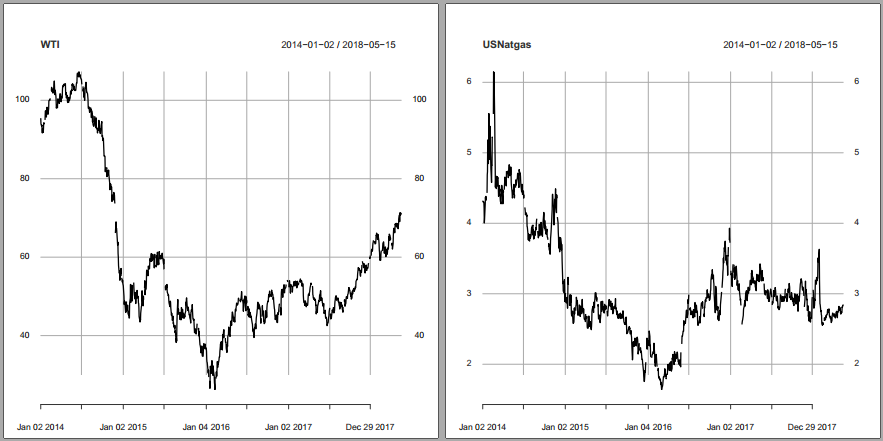 WTI 2014−01−02 / 2018−05−15
100 100
80 80
60 60
40 40
Jan 02 2014 Jan 02 2015 Jan 04 2016 Jan 02 2017 Dec 29 2017
USNatgas 2014−01−02 / 2018−05−15
6 6
5 5
4 4
3 3
2 2
Jan 02 2014 Jan 02 2015 Jan 04 2016 Jan 02 2017 Dec 29 2017